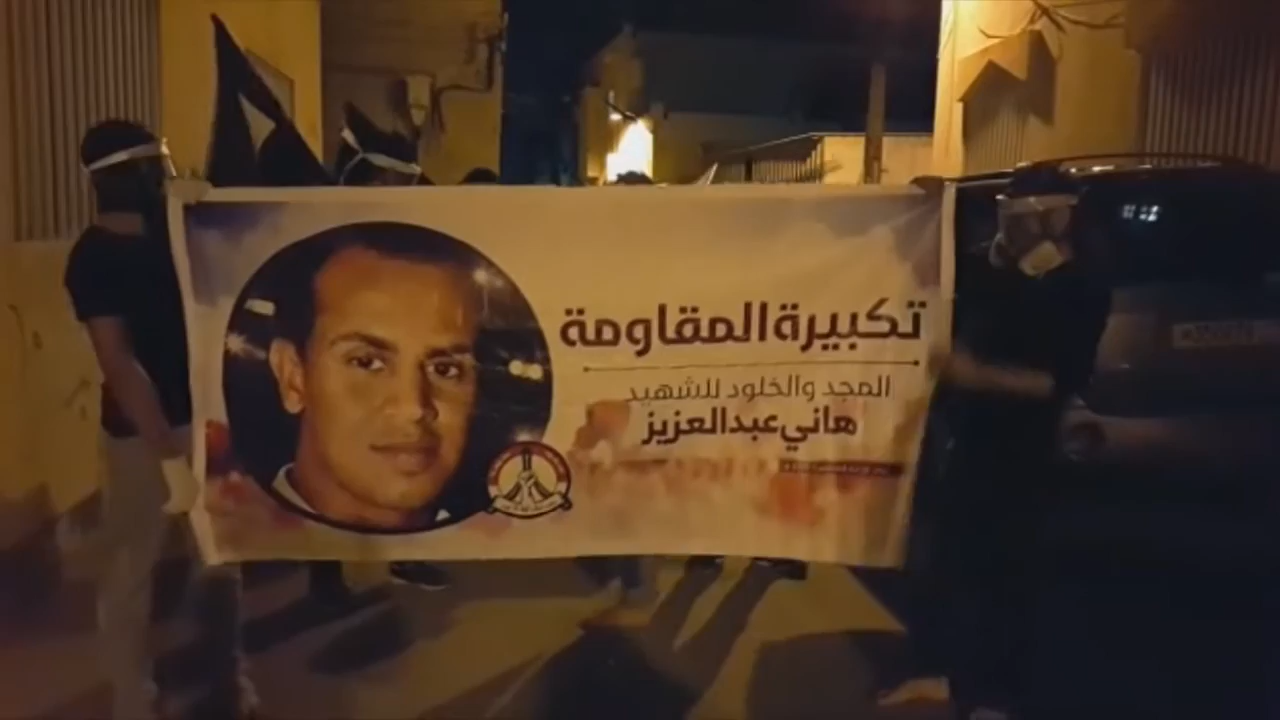 تكبيرة المقاومة
المجد والخلود للشهيد
هاني عبدالعزيز